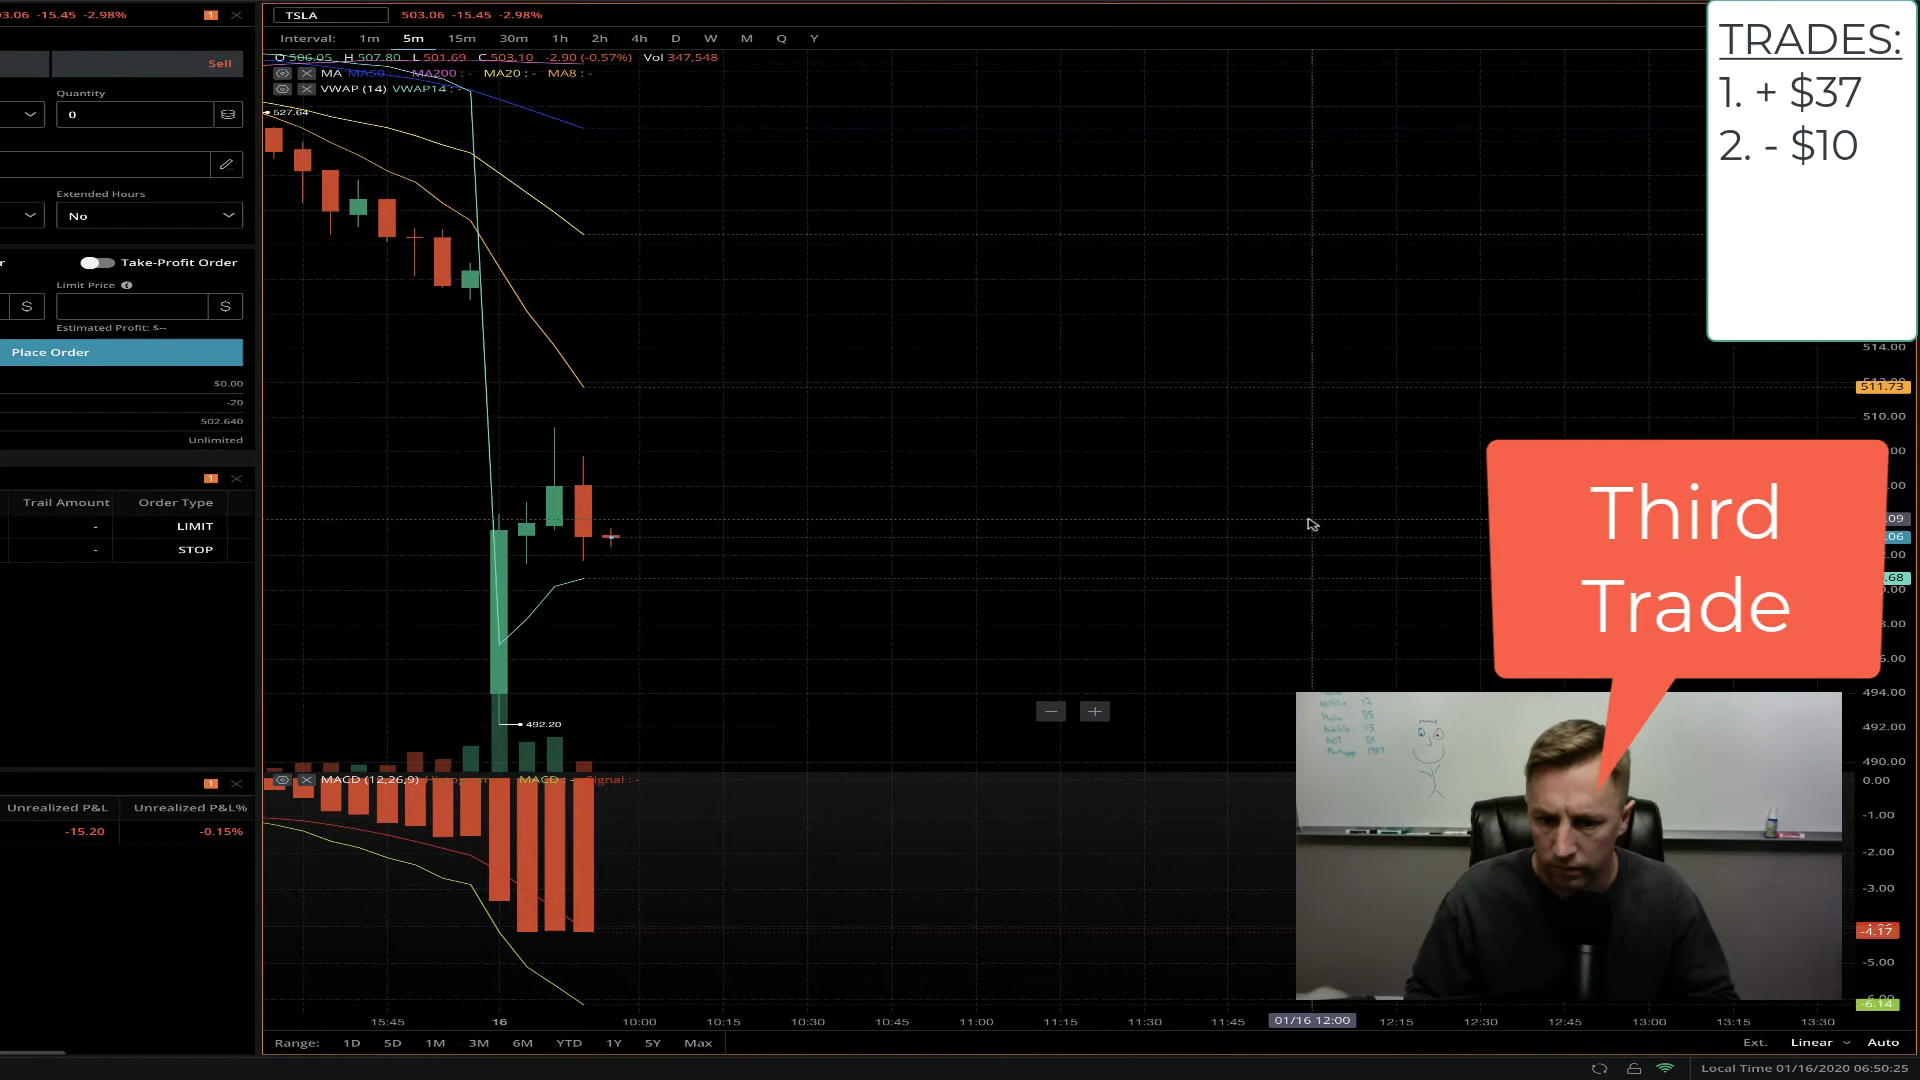 3.06 -15.45 -2.98%
1
TSLA
503.06 -15.45 -2.98%
Interval: 1m 5m 15m 30m 1h 2h 4h D W M Q Y
O 506.05 H 507.80 L 501.69 C 503.10 -2.90 (-0.57%) Vol 347,548
MA MA50 : - MA200 : - MA20 : - MA8 : -
VWAP (14) VWAP14 : -
527.64
Sell
Quantity
0
Extended Hours
No
Take-Profit Order
Limit Price
$ $
Estimated Profit: $--
Place Order
$0.00
-20
502.640
Unlimited
1
Trail Amount Order Type
- LIMIT
- STOP
1
Unrealized P&L Unrealized P&L%
-15.20 -0.15%
TRADES:
1. + $37
2. - $10
514.00
511.73
510.00
.09
.06
.68
494.00
492.00
490.00
Third
Trade
492.20
MACD (12,26,9) MACD : - Signal : -
0.00
-1.00
-2.00
-3.00
-4.17
-5.00
-6.14
15:45 16 10:00 10:15 10:30 10:45 11:00 11:15 11:30 11:45 01/16 12:00 12:15 12:30 12:45 13:00 13:15 13:30
Range: 1D 5D 1M 3M 6M YTD 1Y 5Y Max
Ext. Linear Auto
Local Time 01/16/2020 06:50:25